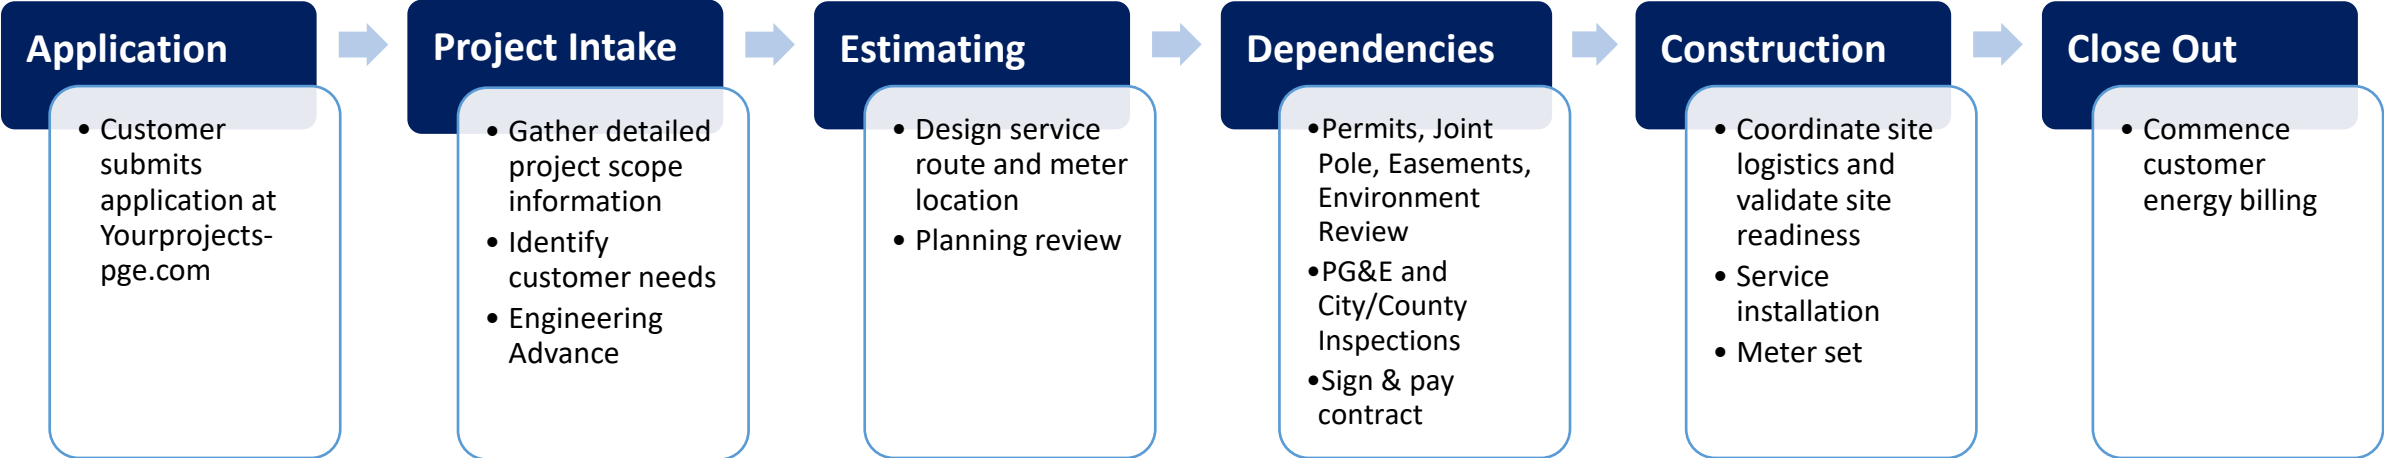 Application
• Customer
submits
application at
Yourprojects-
pge.com
Project Intake
• Gather detailed
project scope
information
• Identify
customer needs
• Engineering
Advance
Estimating
• Design service
route and meter
location
• Planning review
Dependencies
•Permits, Joint
Pole, Easements,
Environment
Review
•PG&E and
City/County
Inspections
•Sign & pay
contract
Construction
• Coordinate site
logistics and
validate site
readiness
• Service
installation
• Meter set
Close Out
• Commence
customer
energy billing